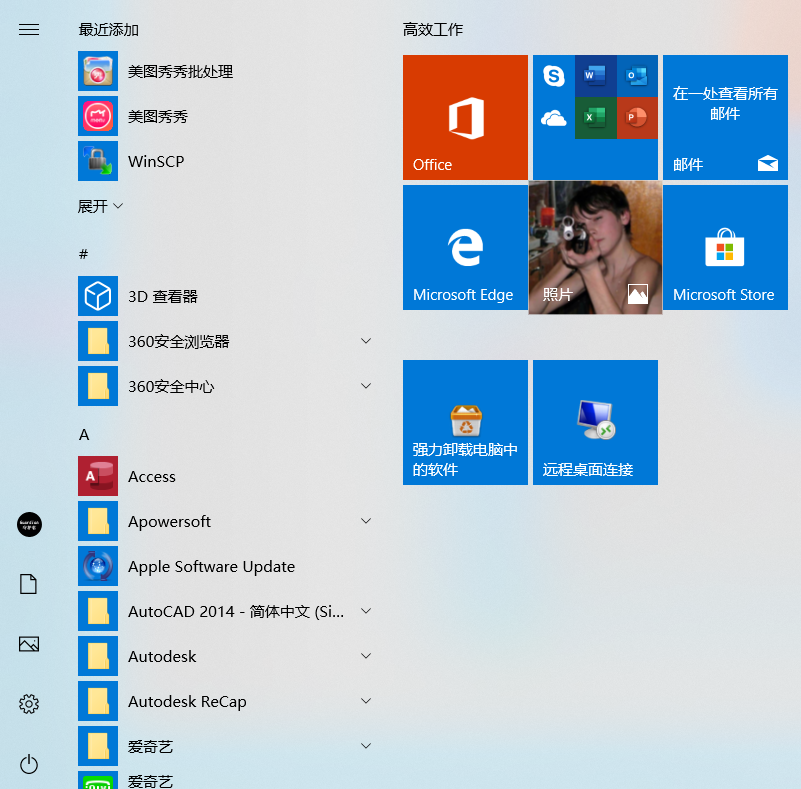 最近添加
美图秀秀批处理
美图秀秀
WinSCP
展开
#
3D 查看器
360安全浏览器
360安全中心
A
Access
Apowersoft
Apple Software Update
AutoCAD 2014 - 简体中文 (Si...
Autodesk
Autodesk ReCap
爱奇艺
爱奇艺
高效工作
Office
在一处查看所有
邮件
邮件
Microsoft Edge
照片
Microsoft Store
强力卸载电脑中
的软件
远程桌面连接